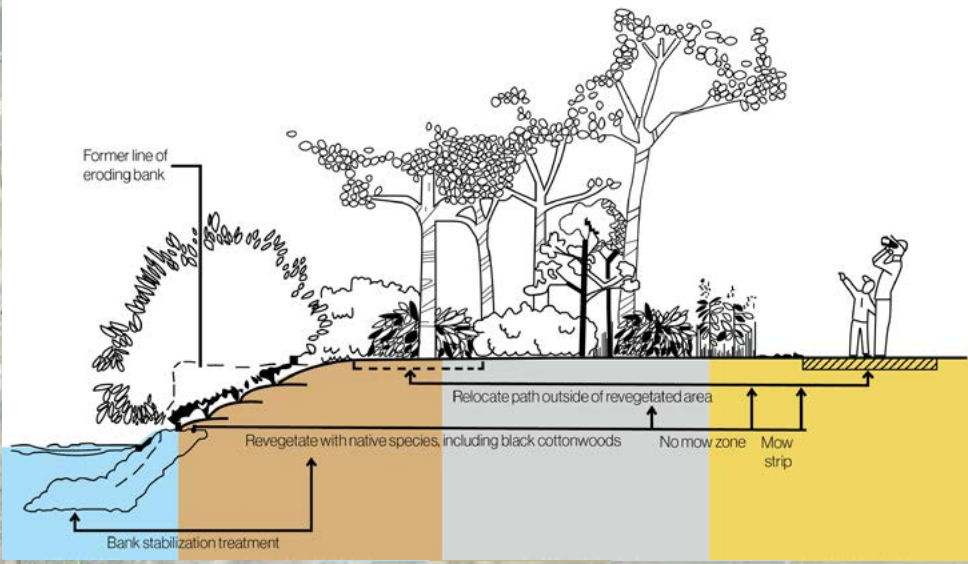 Former line of
eroding bank
Relocate path outside of revegetated area
Revegetate with native species, including black cottonwoods
No mow zone
Mow
strip
Bank stabilization treatment